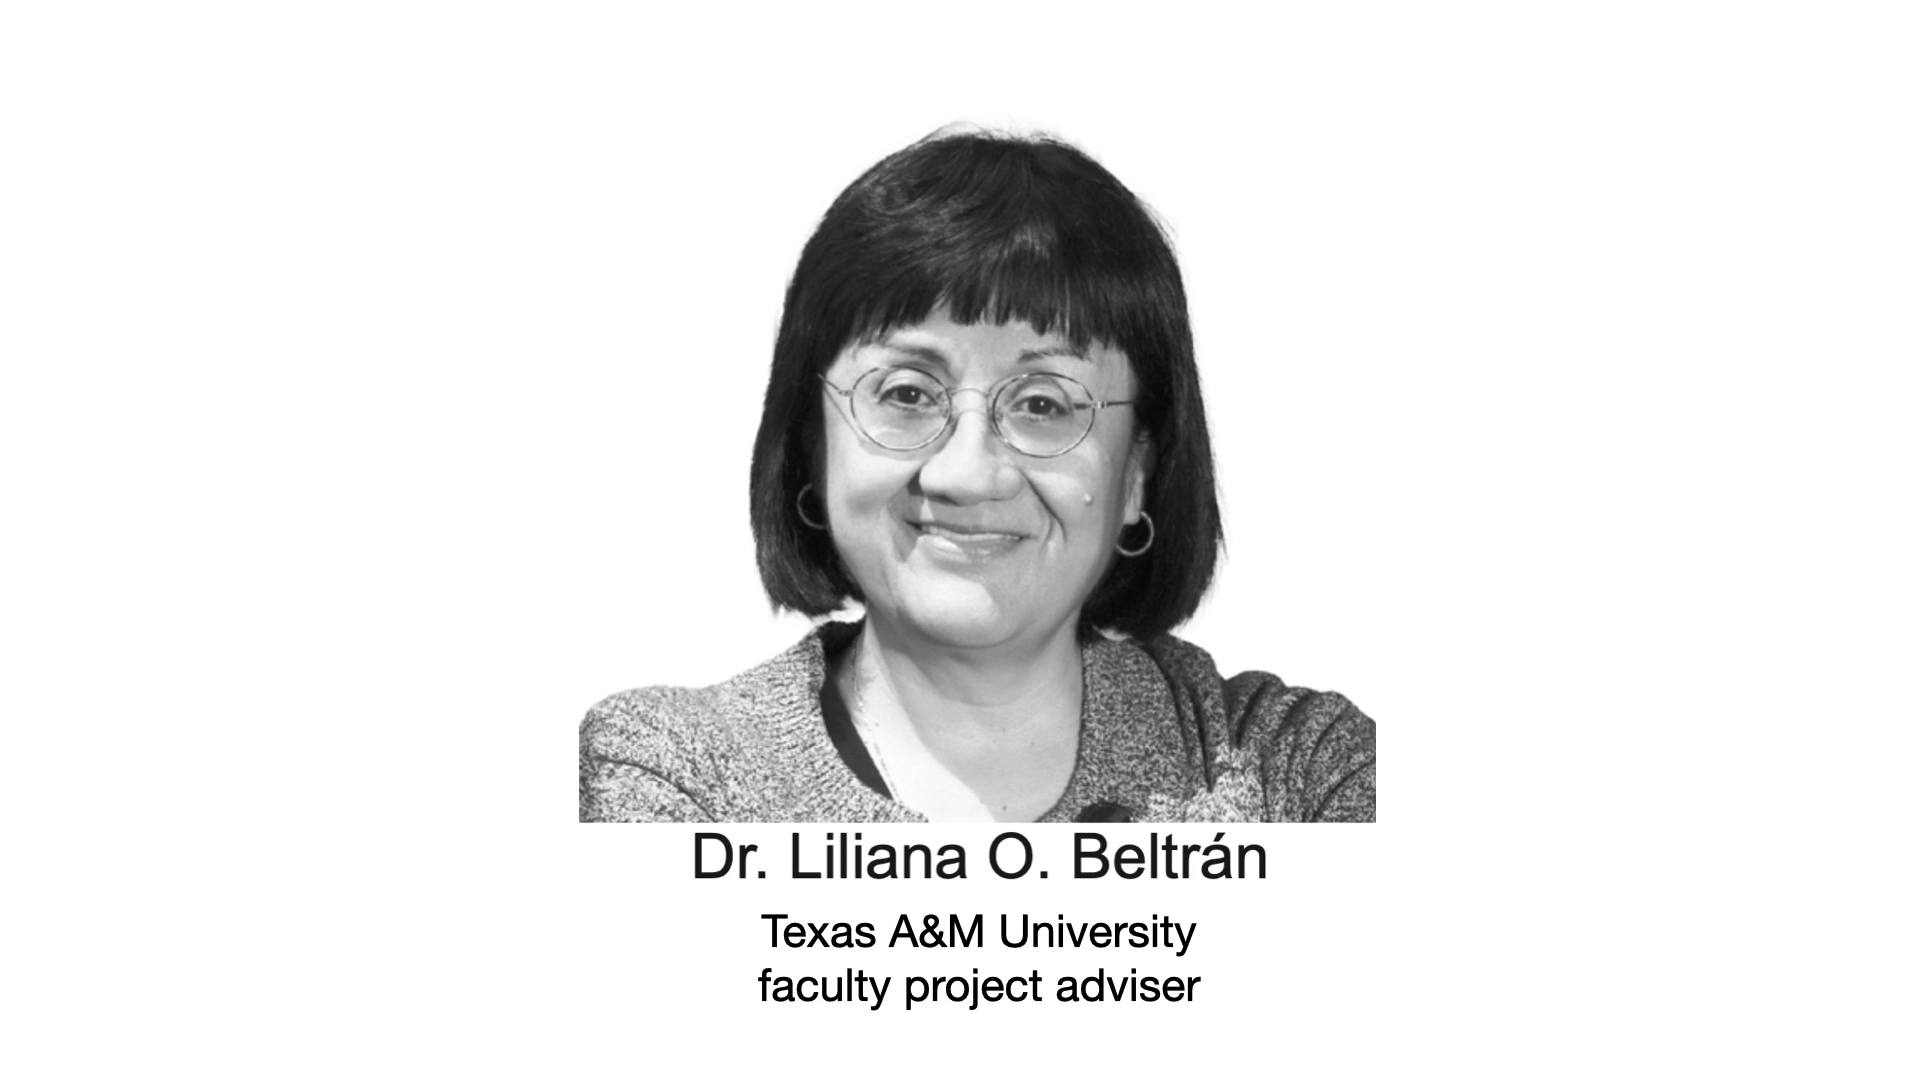 Dr. Liliana O. Beltrán
Texas A&M University
faculty project adviser